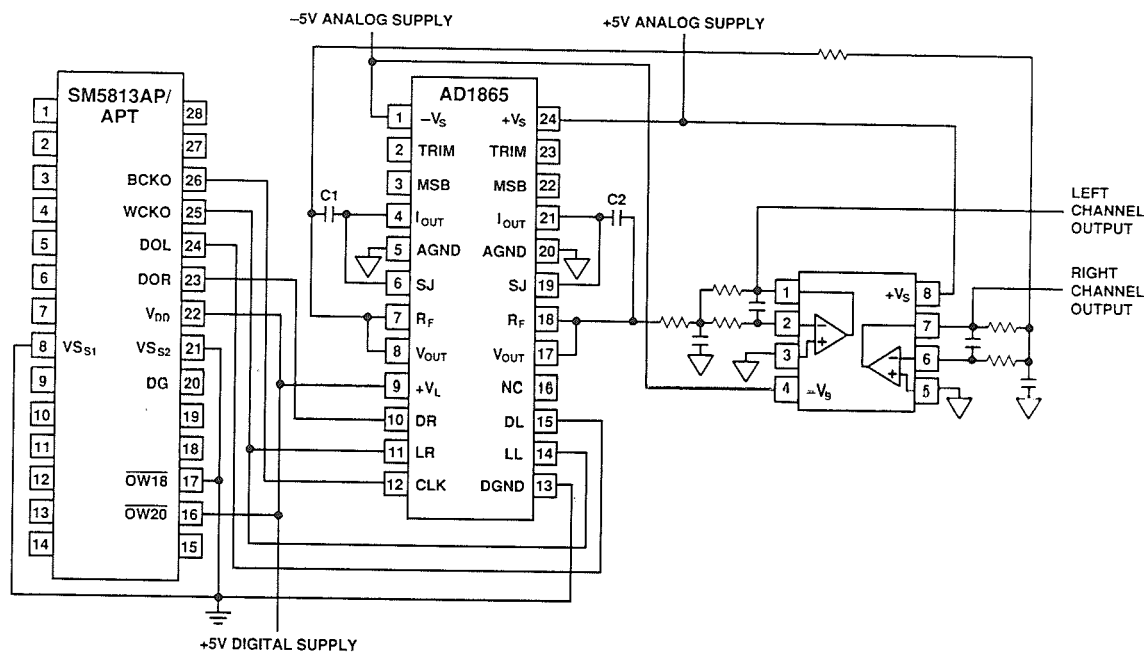 –5V ANALOG SUPPLY
+5V ANALOG SUPPLY
SM5813AP/
APT
1
2
3
4
5
6
7
8 VSS1
9
10
11
12
13
14
28
27
BCKO 26
WCKO 25
DOL 24
DOR 23
VDD 22
VSS2 21
DG 20
19
18
OW18 17
OW20 16
15
C1
AD1865
1 –VS
2 TRIM
3 MSB
4 IOUT
5 AGND
6 SJ
7 RF
8 VOUT
9 +VL
10 DR
11 LR
12 CLK
+VS 24
TRIM 23
MSB 22
IOUT 21
AGND 20
SJ 19
RF 18
VOUT 17
NC 16
DL 15
LL 14
DGND 13
C2
LEFT
CHANNEL
OUTPUT
RIGHT
CHANNEL
OUTPUT
1
2
3
4 –VS
+VS 8
7
6
5
+5V DIGITAL SUPPLY